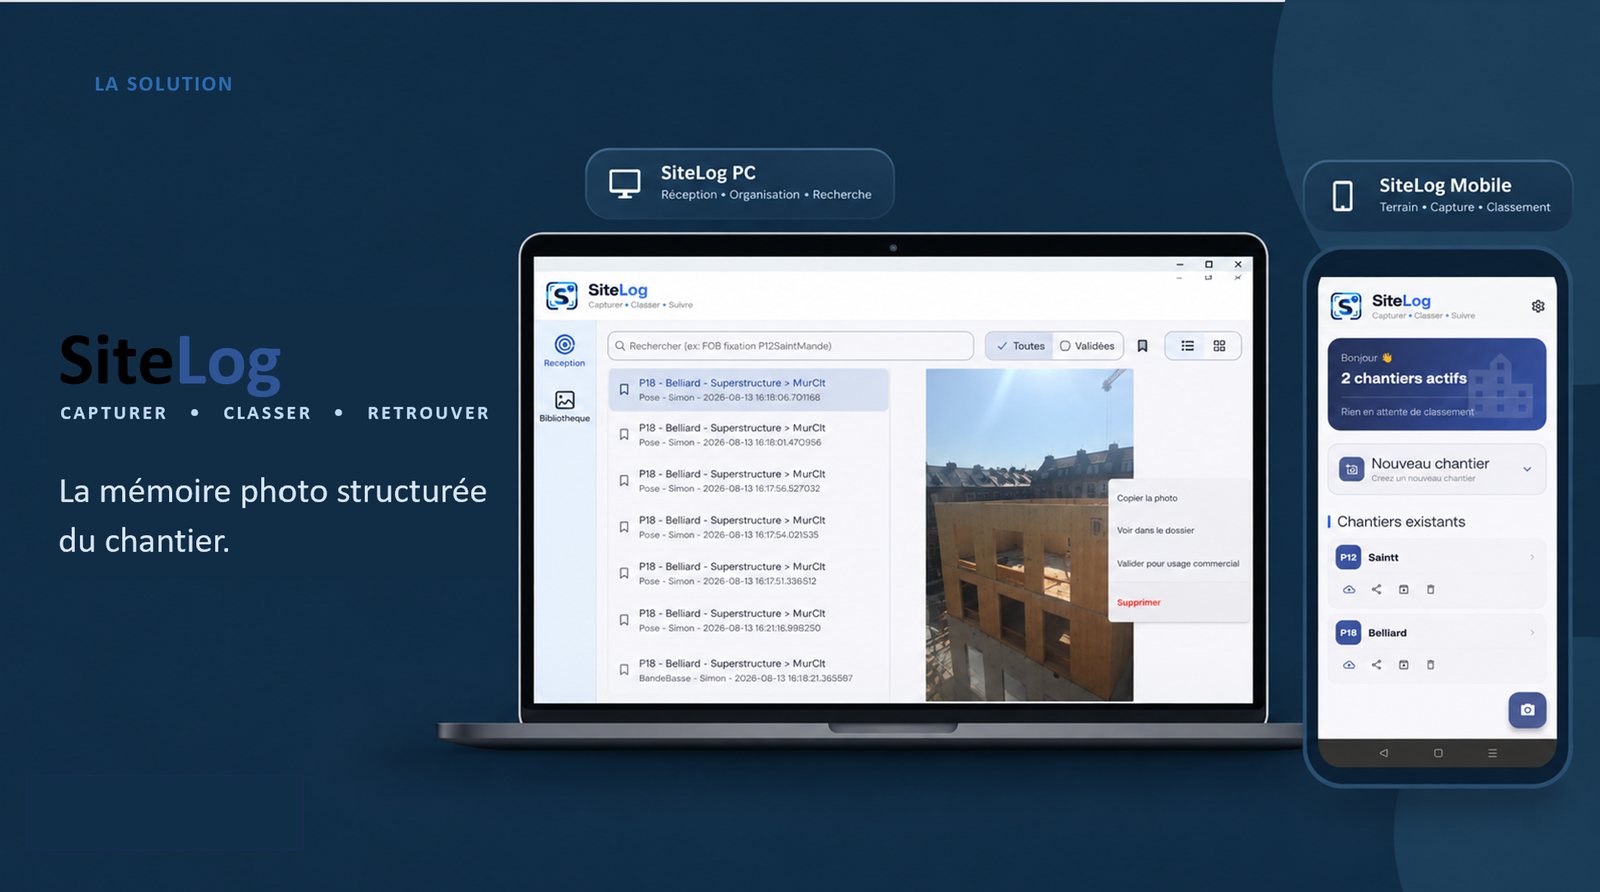 LA SOLUTION
SiteLog
CAPTURER • CLASSER • RETROUVER
La mémoire photo structurée
du chantier.
SiteLog PC
Réception • Organisation • Recherche
SiteLog
Capturer • Classer • Suivre
Reception
Bibliotheque
Rechercher (ex: FOB fixation P12SaintMande)
Toutes
Validées
P18 - Belliard - Superstructure > MurClt
Pose - Simon - 2026-08-13 16:18:06.701168
P18 - Belliard - Superstructure > MurClt
Pose - Simon - 2026-08-13 16:18:01.470956
P18 - Belliard - Superstructure > MurClt
Pose - Simon - 2026-08-13 16:17:56.527032
P18 - Belliard - Superstructure > MurClt
Pose - Simon - 2026-08-13 16:17:54.021535
P18 - Belliard - Superstructure > MurClt
Pose - Simon - 2026-08-13 16:17:51.336512
P18 - Belliard - Superstructure > MurClt
Pose - Simon - 2026-08-13 16:21:16.998250
P18 - Belliard - Superstructure > MurClt
BandeBasse - Simon - 2026-08-13 16:18:21.365567
Copier la photo
Voir dans le dossier
Valider pour usage commercial
Supprimer
SiteLog Mobile
Terrain • Capture • Classement
SiteLog
Capturer • Classer • Suivre
Bonjour 👋
2 chantiers actifs
Rien en attente de classement
Nouveau chantier
Creez un nouveau chantier
Chantiers existants
P12 Saintt
P18 Belliard